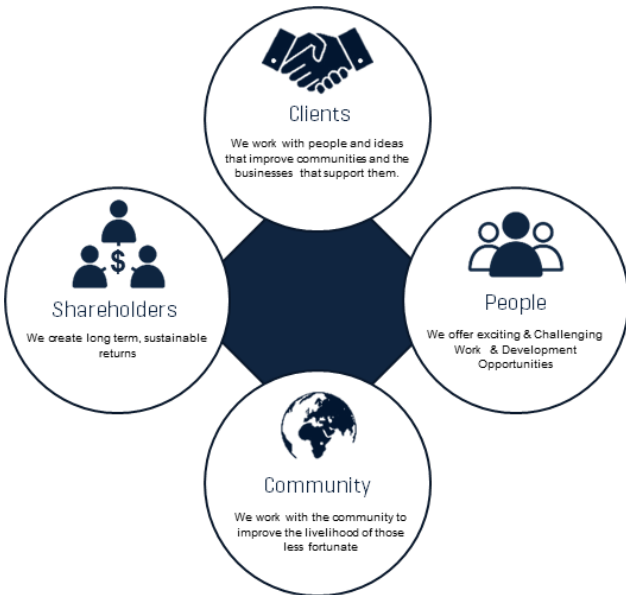 Clients
We work with people and ideas
that improve communities and the
businesses that support them.
$
Shareholders
We create long term, sustainable
returns
People
We offer exciting & Challenging
Work & Development
Opportunities
Community
We work with the community to
improve the livelihood of those
less fortunate